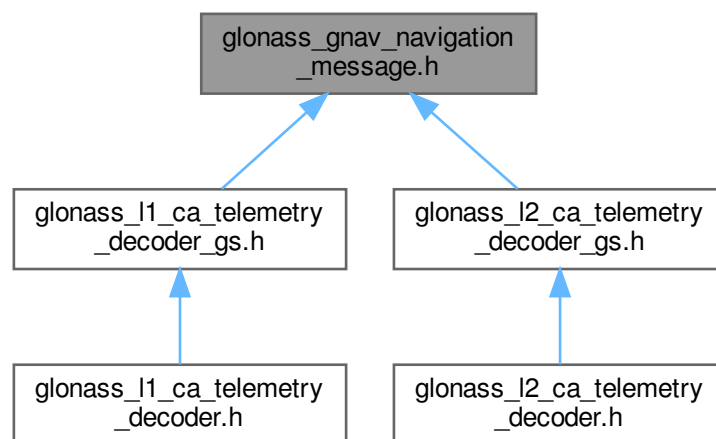 glonass_gnav_navigation
_message.h
glonass_l1_ca_telemetry
_decoder_gs.h
glonass_l2_ca_telemetry
_decoder_gs.h
glonass_l1_ca_telemetry
_decoder.h
glonass_l2_ca_telemetry
_decoder.h